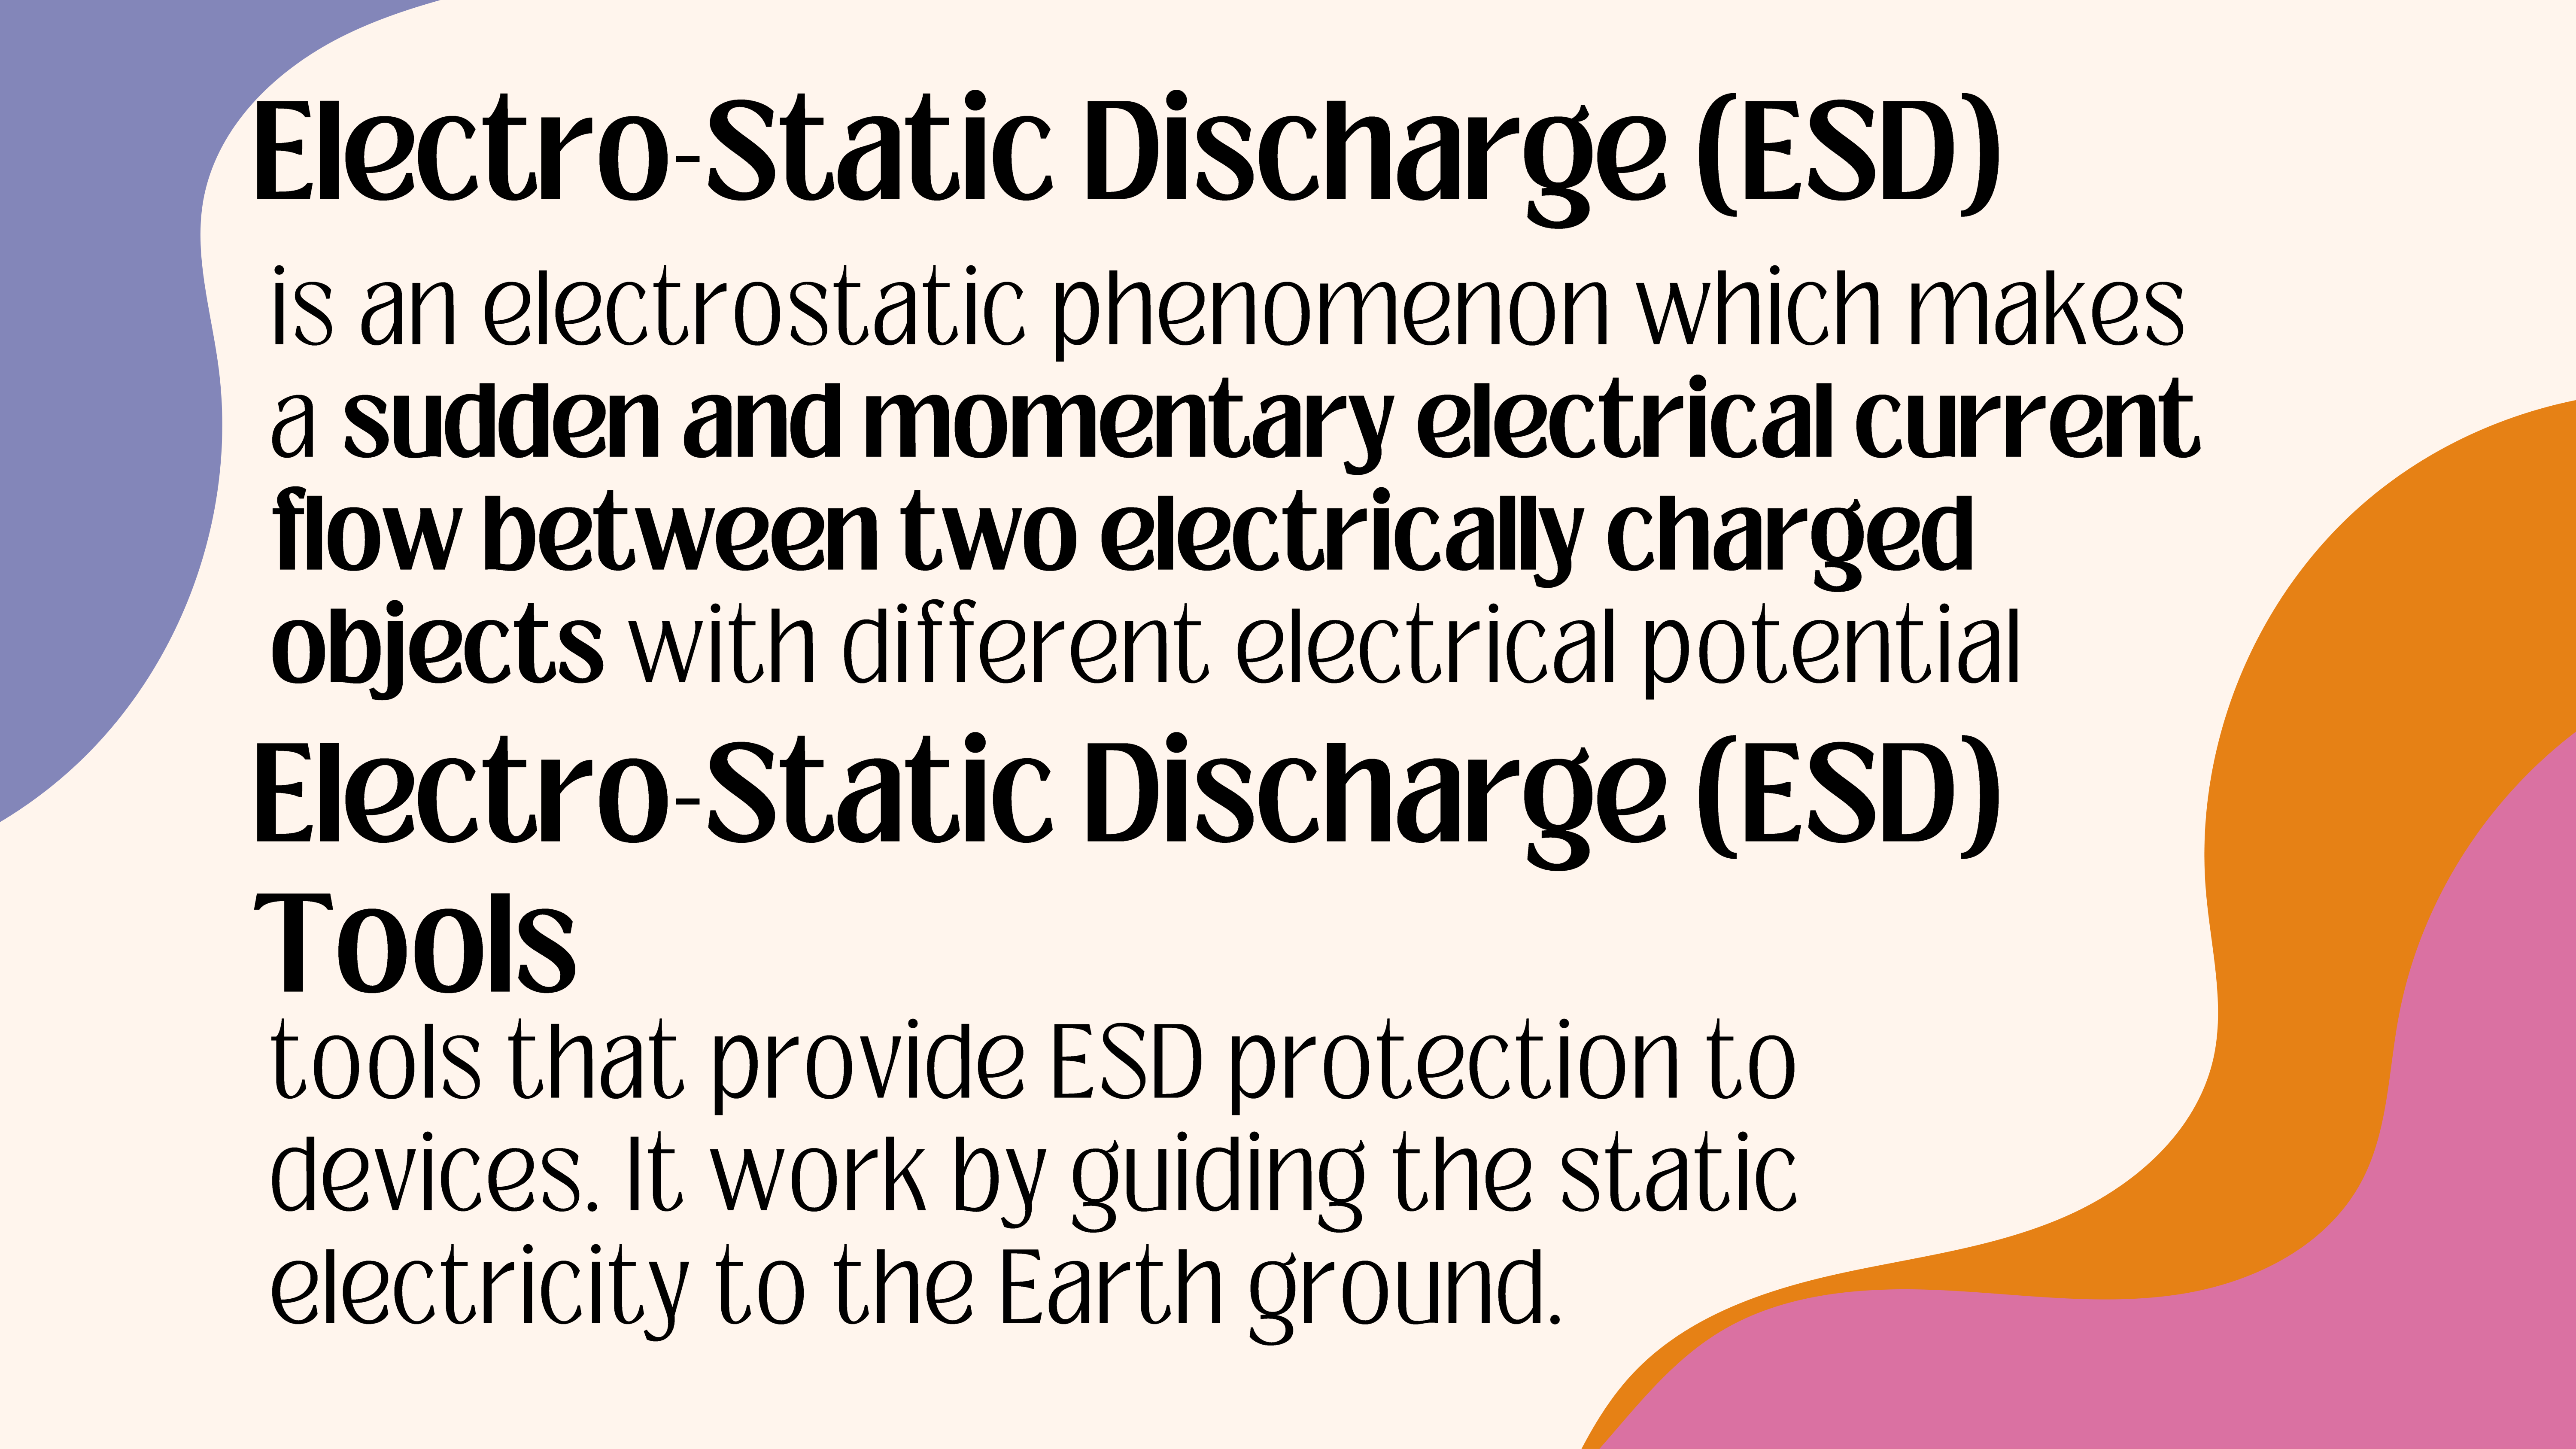 Electro-Static Discharge (ESD)
is an electrostatic phenomenon which makes
a sudden and momentary electrical current
flow between two electrically charged
objects with different electrical potential
Electro-Static Discharge (ESD)
Tools
tools that provide ESD protection to
devices. It work by guiding the static
electricity to the Earth ground.